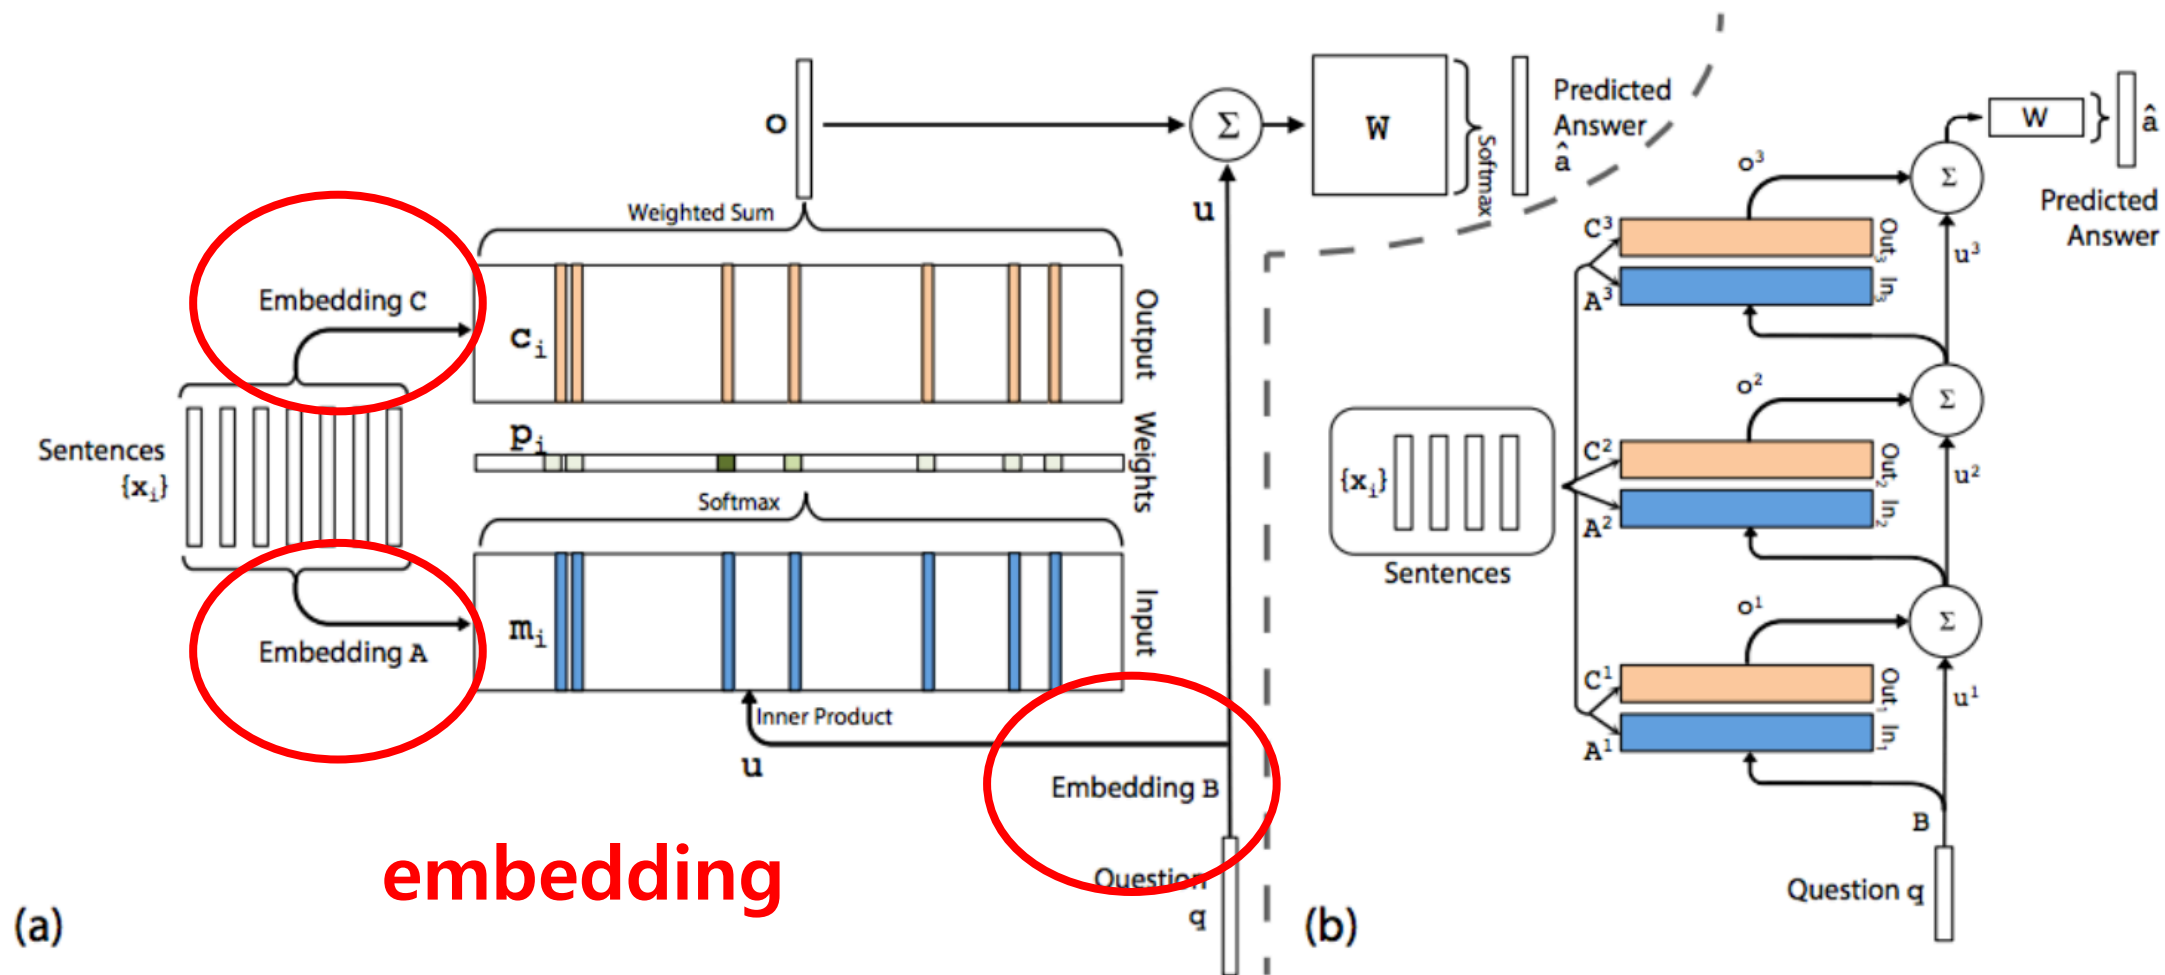 o
Σ
W
Softmax
Predicted
Answer
â
u
Weighted Sum
Embedding C
c_i
Output
Sentences
{x_i}
p_i
Weights
Softmax
Embedding A
m_i
Input
Inner Product
u
Embedding B
embedding
Question
q
(a)
W
â
Predicted
Answer
Σ
o³
C³
Out₃
A³
In₃
u³
Σ
o²
C²
Out₂
A²
In₂
u²
{x_i}
Sentences
Σ
o¹
C¹
Out₁
A¹
In₁
u¹
B
Question q
(b)